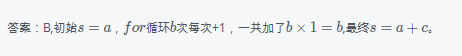 答案：B,初始s = a，for循环b次每次+1，一共加了b × 1 = b,最终s = a + c。